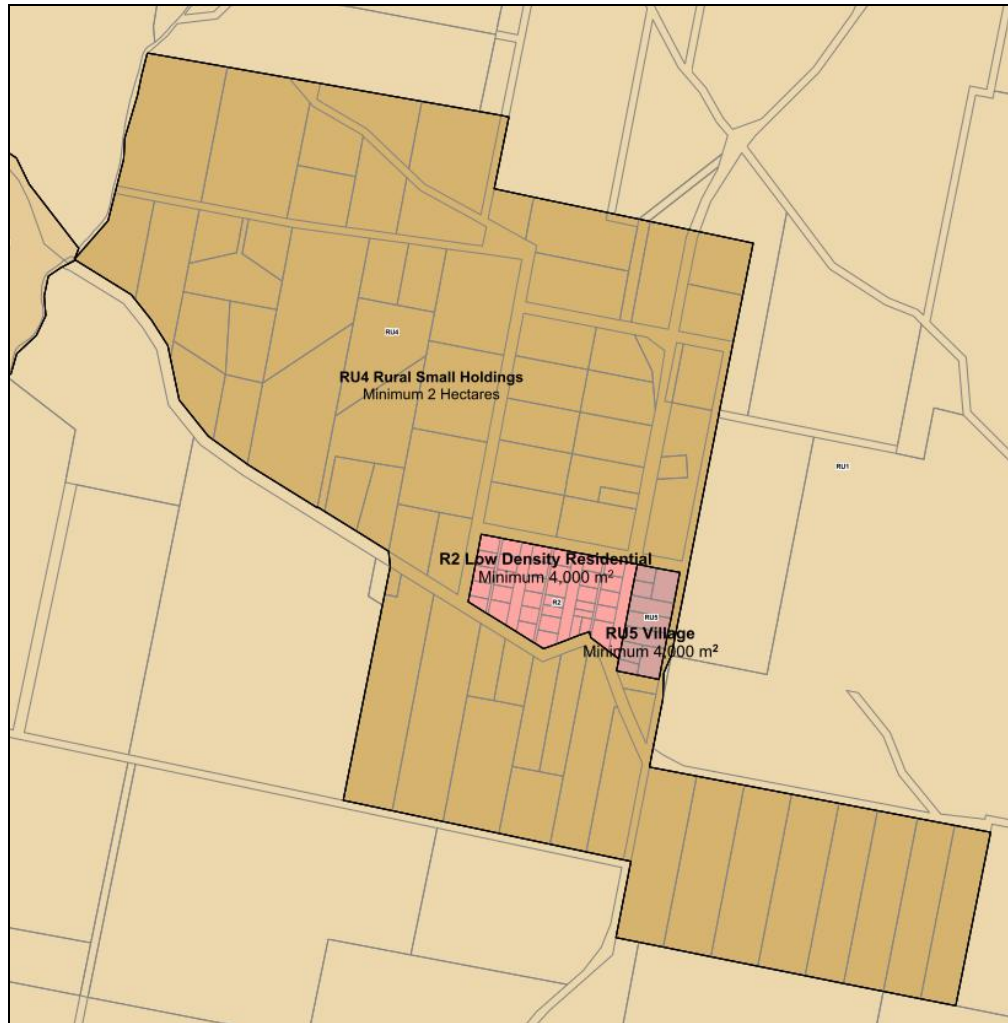 RU4
RU4 Rural Small Holdings
Minimum 2 Hectares
RU1
R2 Low Density Residential
Minimum 4,000 m²
R2
RU5
RU5 Village
Minimum 4,000 m²